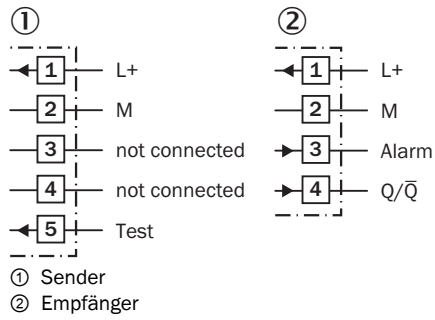 ① ②
1 L+
2 M
3 not connected
4 not connected
5 Test
1 L+
2 M
3 Alarm
4 Q/Q̅
① Sender
② Empfänger